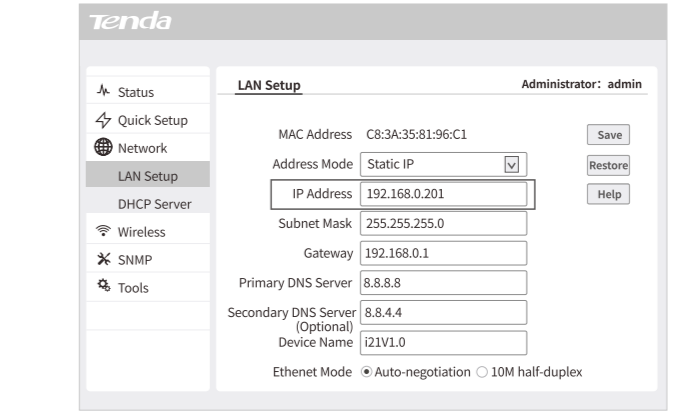 Tenda
LAN Setup
Administrator: admin
Status
Quick Setup
Network
LAN Setup
DHCP Server
Wireless
SNMP
Tools
MAC Address C8:3A:35:81:96:C1
Address Mode Static IP
IP Address 192.168.0.201
Subnet Mask 255.255.255.0
Gateway 192.168.0.1
Primary DNS Server 8.8.8.8
Secondary DNS Server 8.8.4.4
(Optional)
Device Name i21V1.0
Ethenet Mode Auto-negotiation 10M half-duplex
Save
Restore
Help